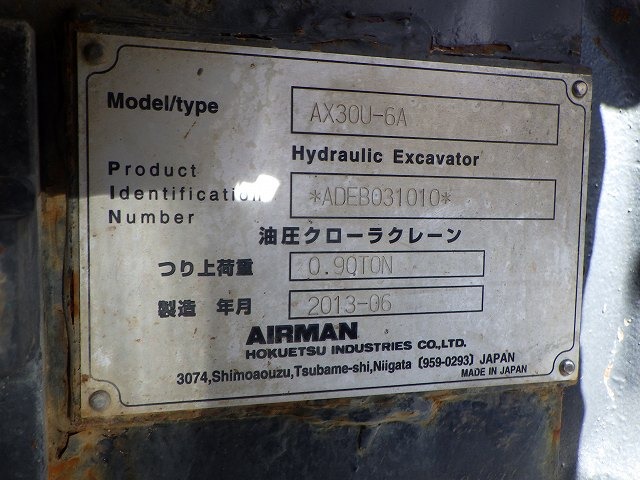 Model/type AX30U-6A
Hydraulic Excavator
Product
Identification *ADEB031010*
Number
油圧クローラクレーン
つり上荷重 0.90TON
製造 年月 2013-06
AIRMAN
HOKUETSU INDUSTRIES CO.,LTD.
3074,Shimoaouzu,Tsubame-shi,Niigata (959-0293) JAPAN
MADE IN JAPAN